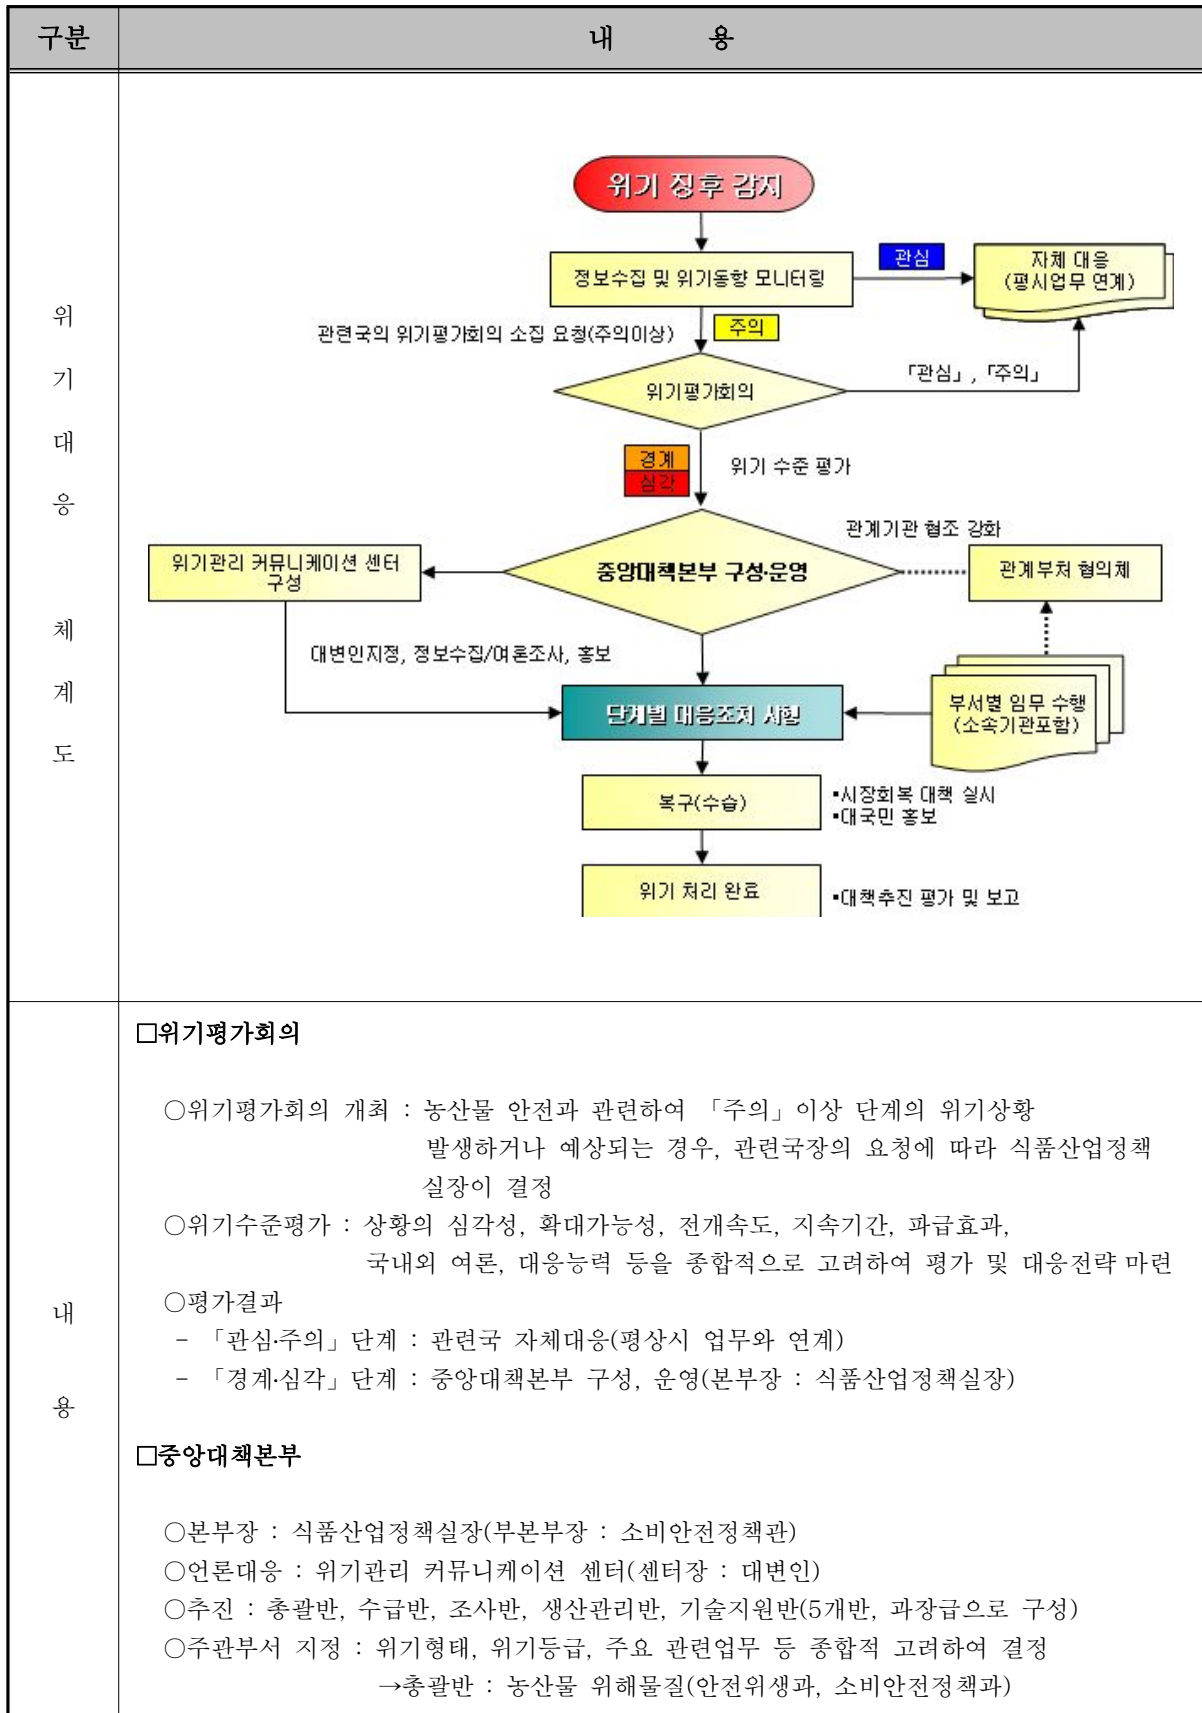 구분
내 용
위
기
대
응
체
계
도
위기 징후 감지
정보수집 및 위기동향 모니터링
관심
자체 대응
(평시업무 연계)
관련국의 위기평가회의 소집 요청(주의이상)
주의
위기평가회의
「관심」, 「주의」
경계
심각
위기 수준 평가
관계기관 협조 강화
위기관리 커뮤니케이션 센터
구성
중앙대책본부 구성·운영
관계부처 협의체
대변인지정, 정보수집/여론조사, 홍보
단계별 대응조치 시행
부서별 임무 수행
(소속기관포함)
복구(수습)
▪시장회복 대책 실시
▪대국민 홍보
위기 처리 완료
▪대책추진 평가 및 보고
내
용
□위기평가회의
○위기평가회의 개최 : 농산물 안전과 관련하여 「주의」이상 단계의 위기상황
발생하거나 예상되는 경우, 관련국장의 요청에 따라 식품산업정책
실장이 결정
○위기수준평가 : 상황의 심각성, 확대가능성, 전개속도, 지속기간, 파급효과,
국내외 여론, 대응능력 등을 종합적으로 고려하여 평가 및 대응전략 마련
○평가결과
- 「관심·주의」단계 : 관련국 자체대응(평상시 업무와 연계)
- 「경계·심각」단계 : 중앙대책본부 구성, 운영(본부장 : 식품산업정책실장)
□중앙대책본부
○본부장 : 식품산업정책실장(부본부장 : 소비안전정책관)
○언론대응 : 위기관리 커뮤니케이션 센터(센터장 : 대변인)
○추진 : 총괄반, 수급반, 조사반, 생산관리반, 기술지원반(5개반, 과장급으로 구성)
○주관부서 지정 : 위기형태, 위기등급, 주요 관련업무 등 종합적 고려하여 결정
→총괄반 : 농산물 위해물질(안전위생과, 소비안전정책과)